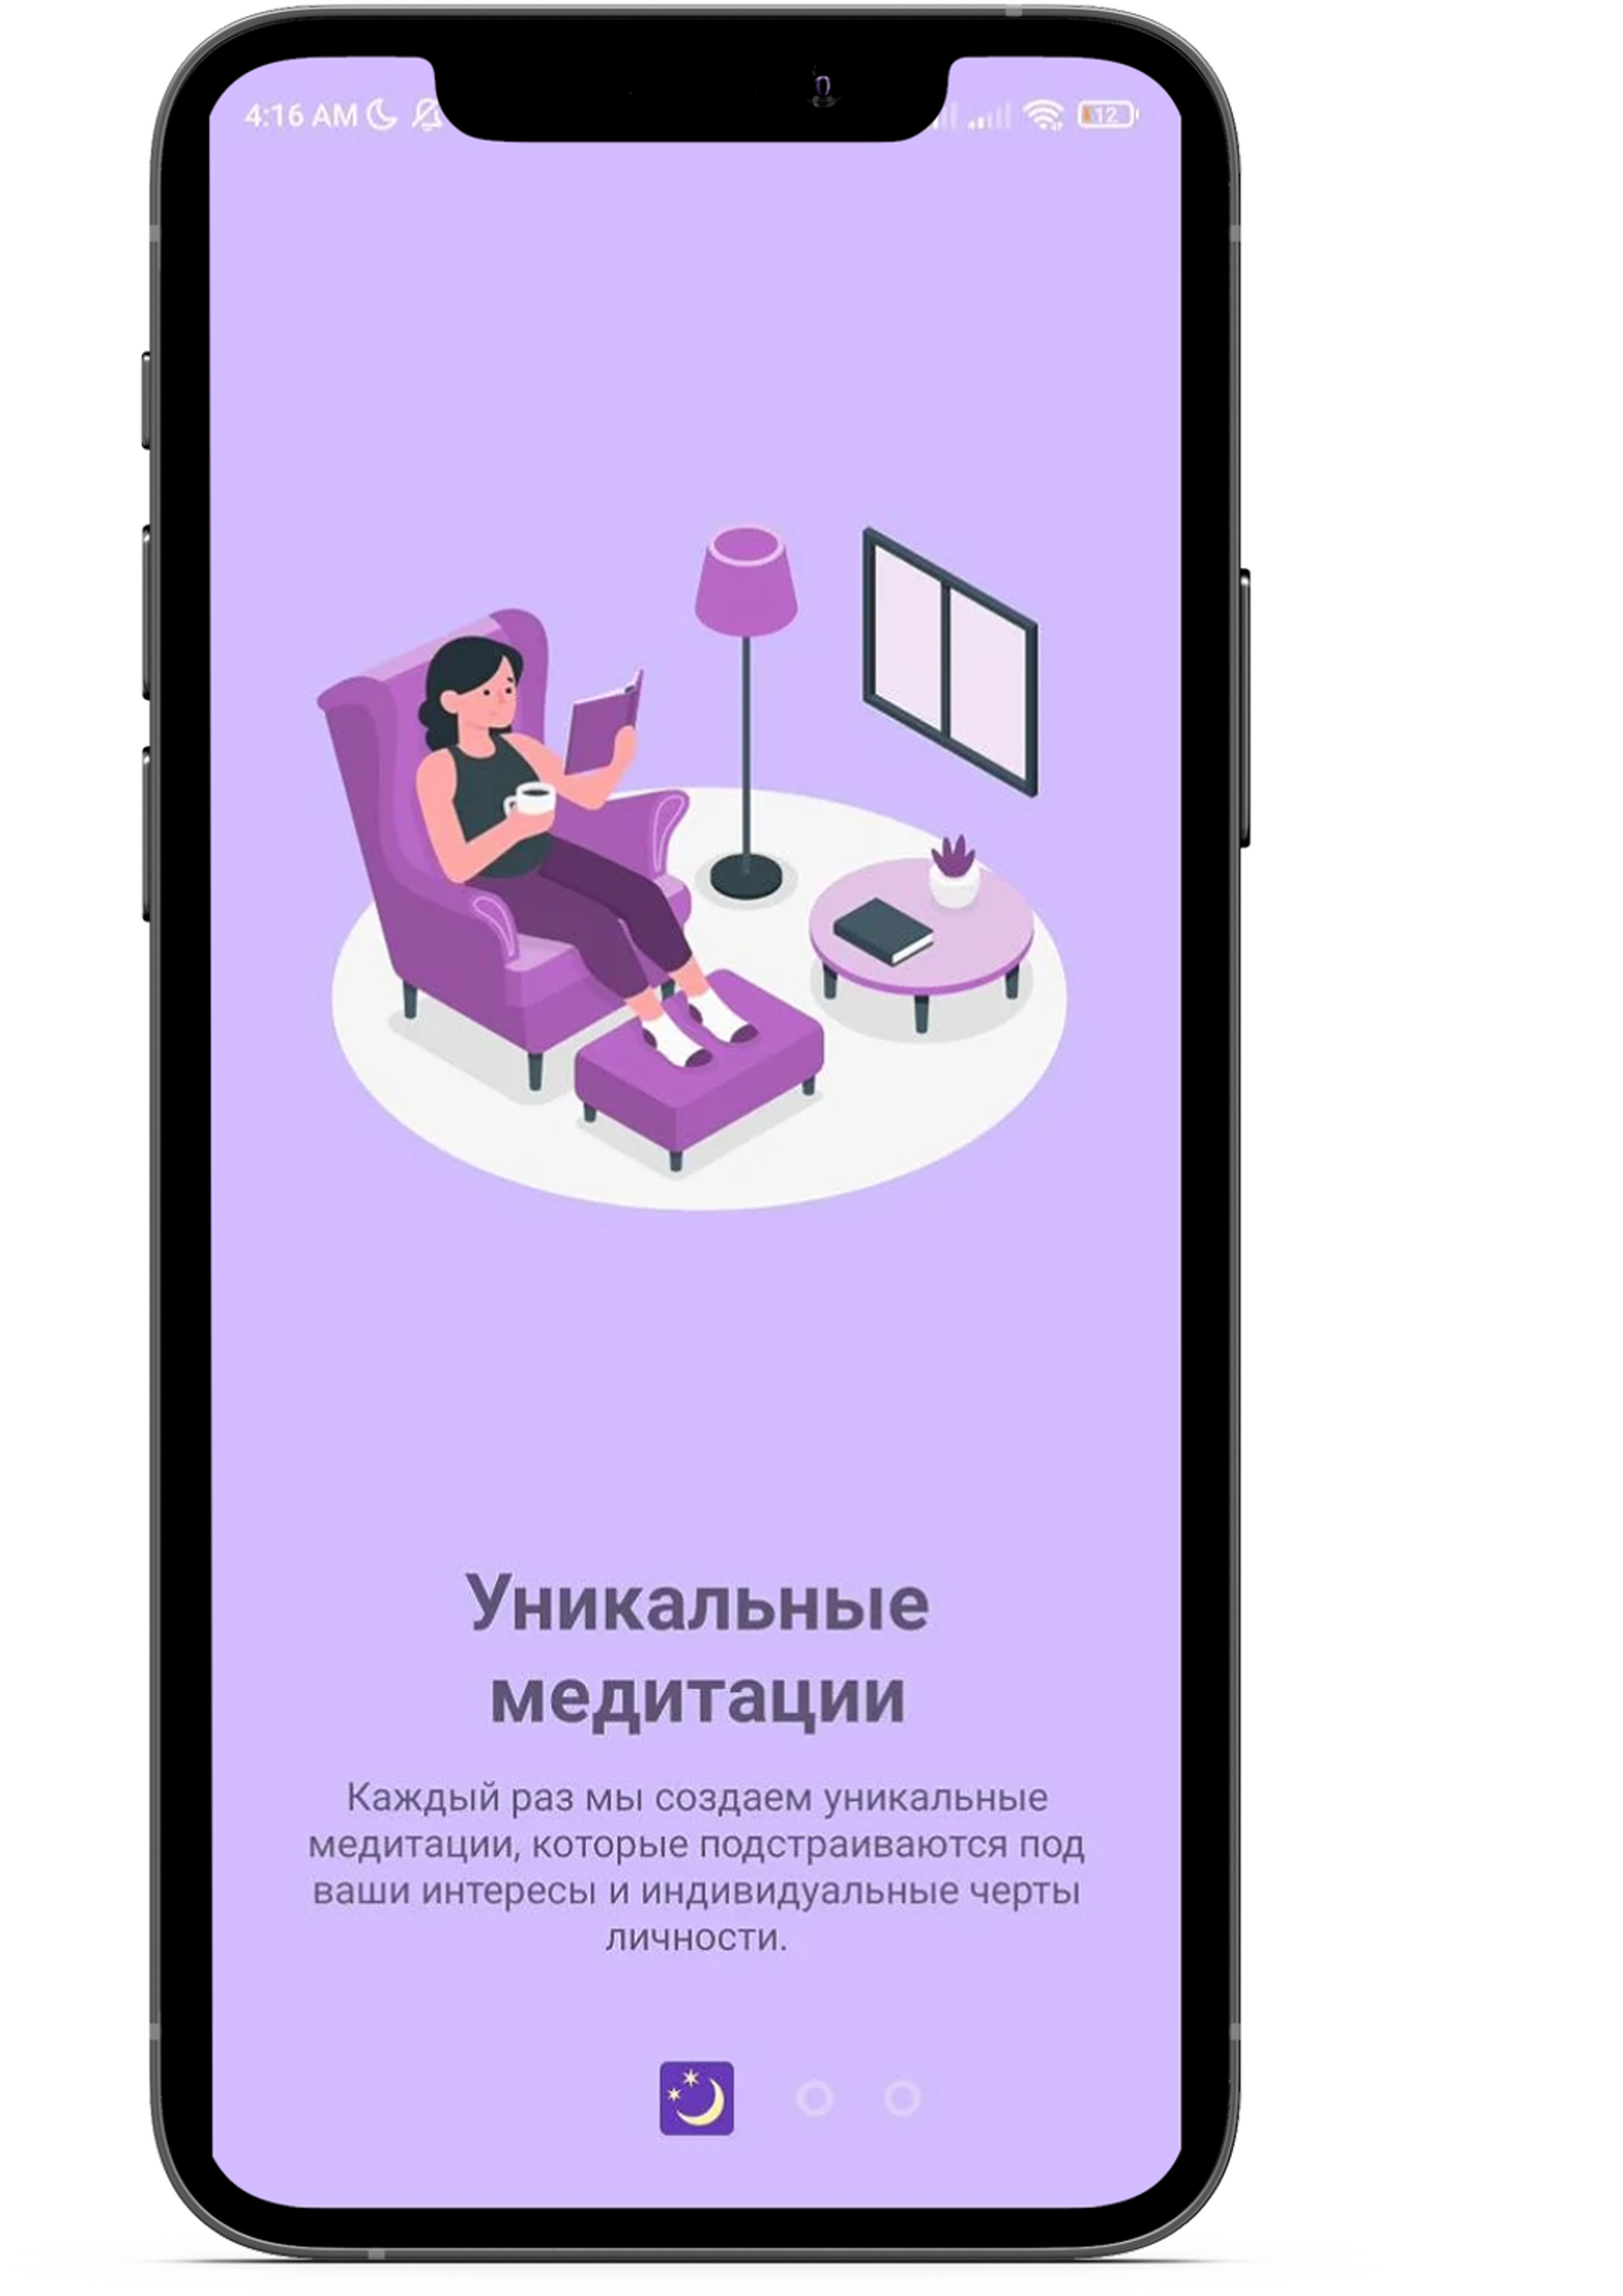 4:16 AM
12
Уникальные
медитации
Каждый раз мы создаем уникальные
медитации, которые подстраиваются под
ваши интересы и индивидуальные черты
личности.